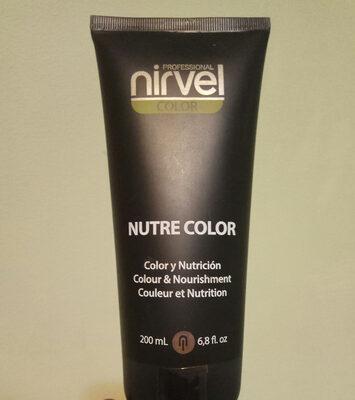 PROFESSIONAL
nirvel
COLOR
NUTRE COLOR
Color y Nutrición
Colour & Nourishment
Couleur et Nutrition
200 mL 6,8 fl. oz